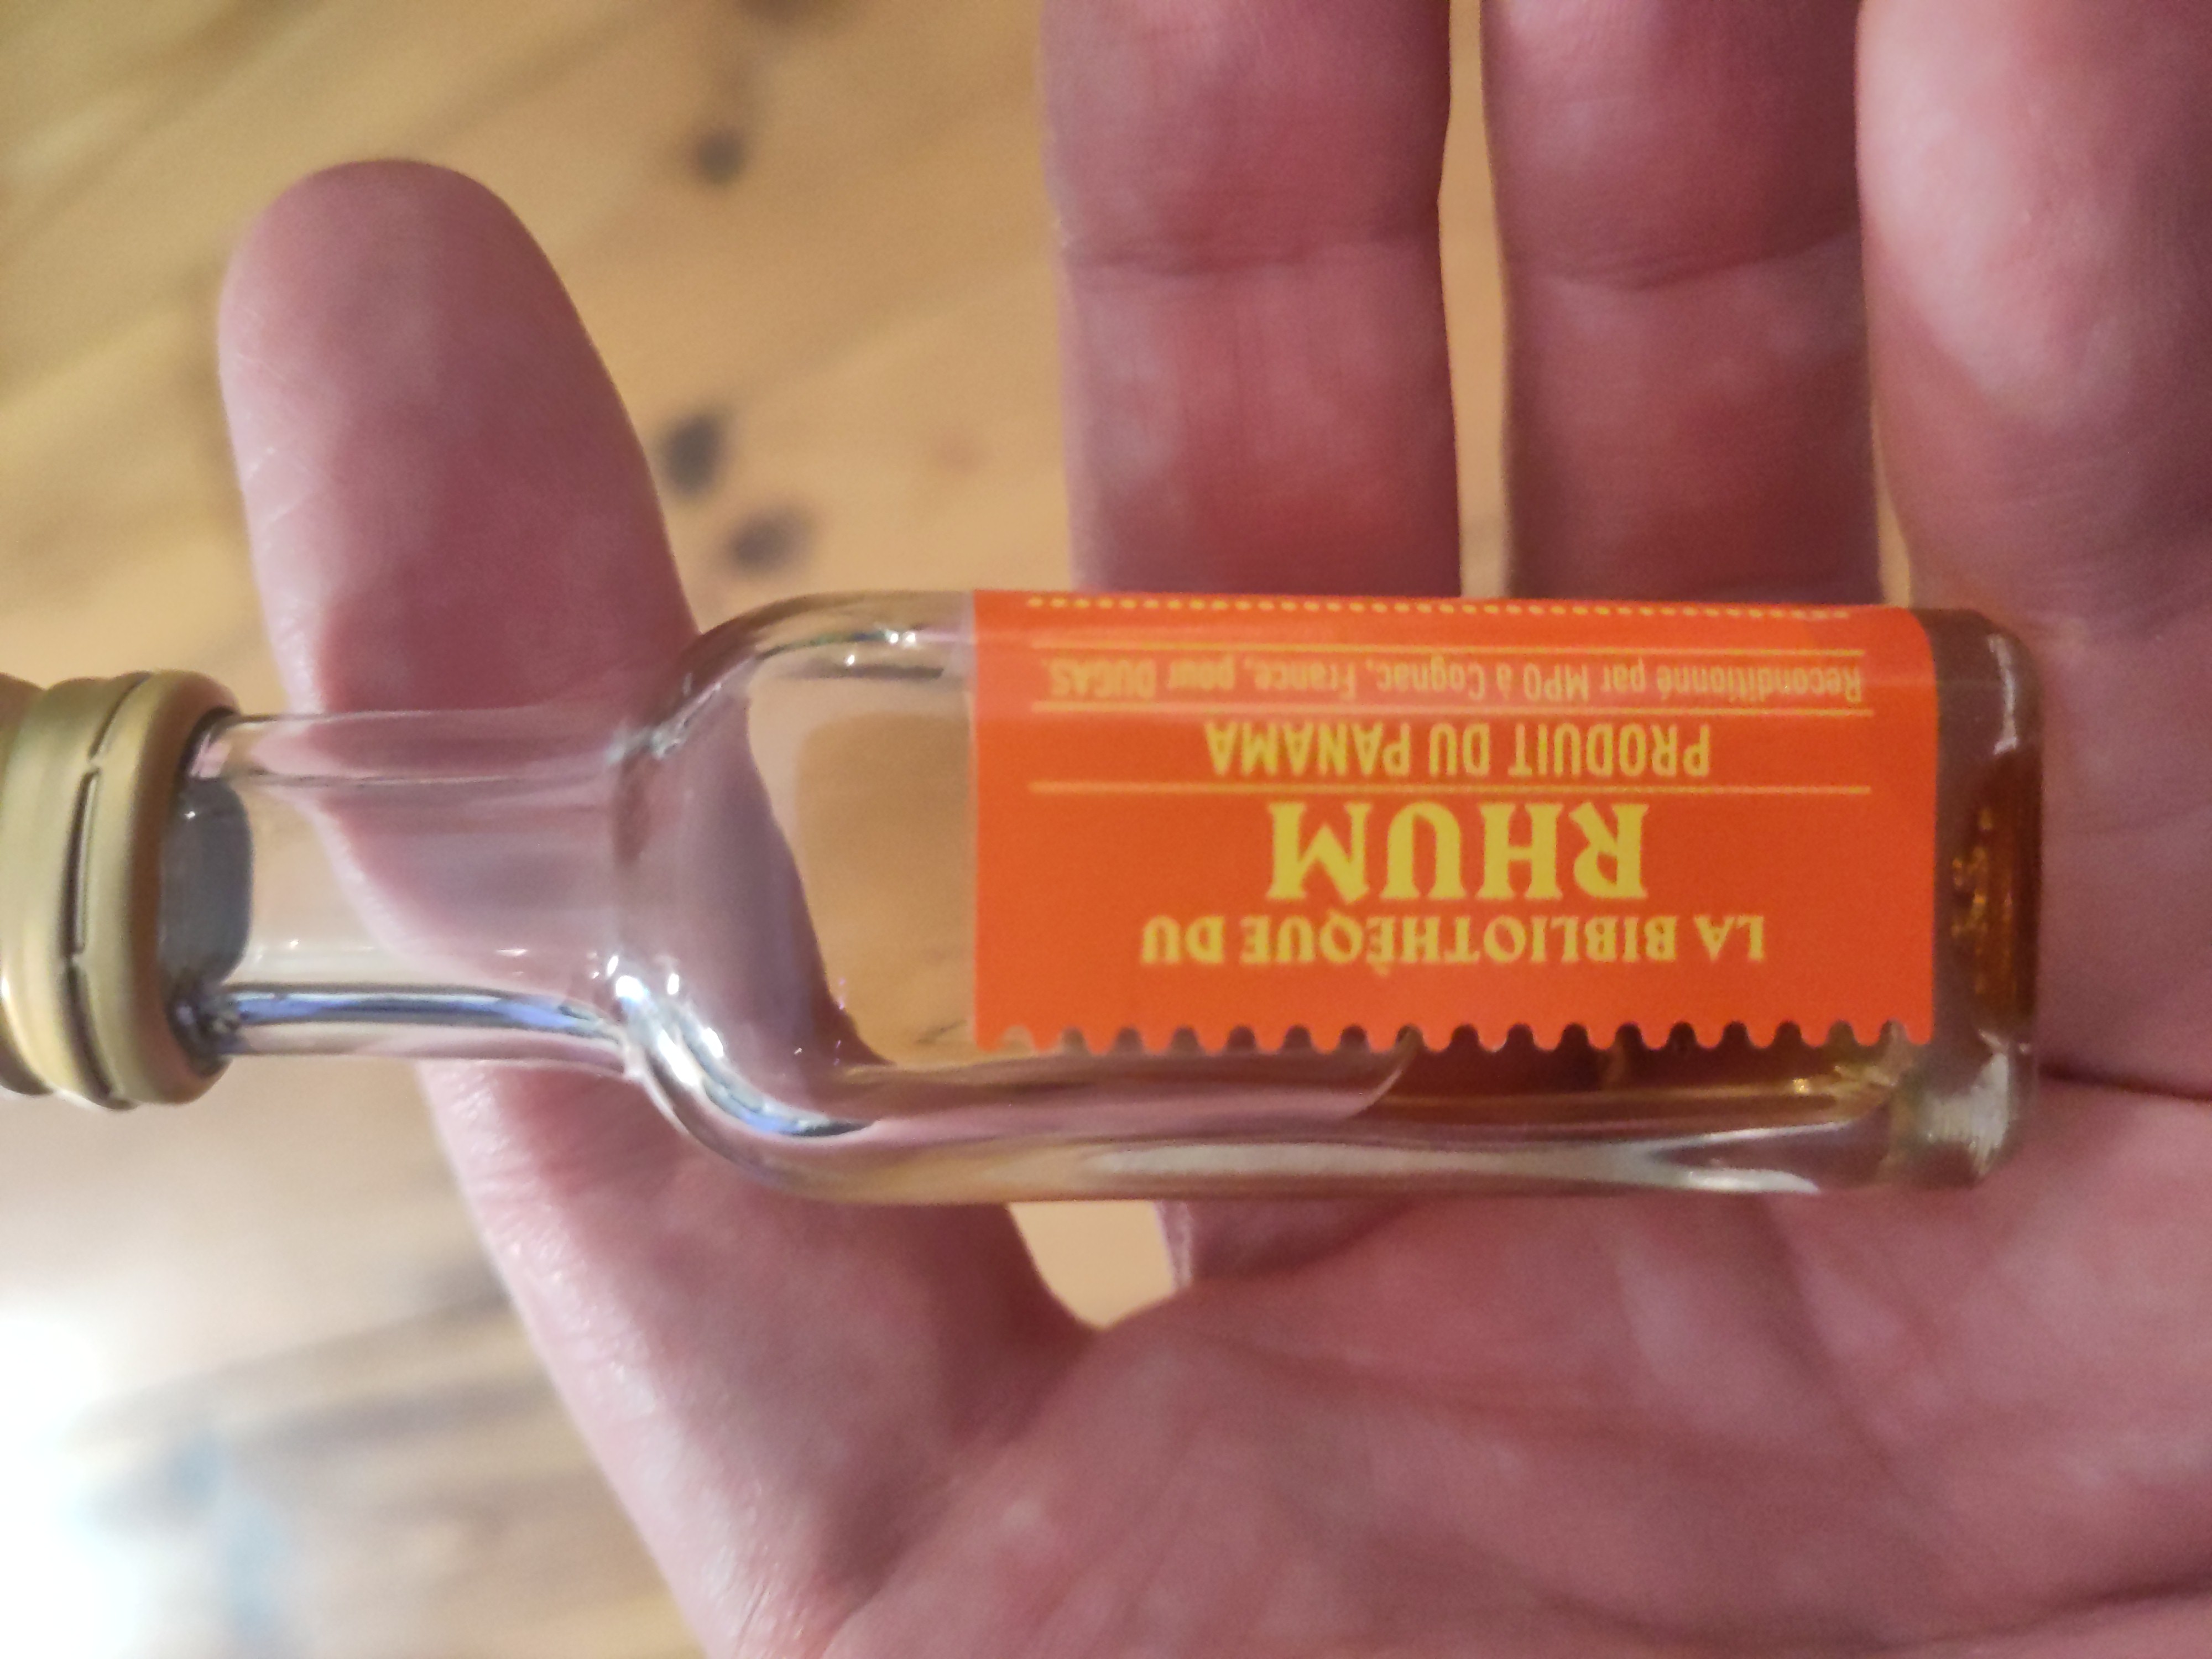 LA BIBLIOTHÈQUE DU
RHUM
PRODUIT DU PANAMA
Reconditionné par MPO à Cognac, France, pour DUGAS.